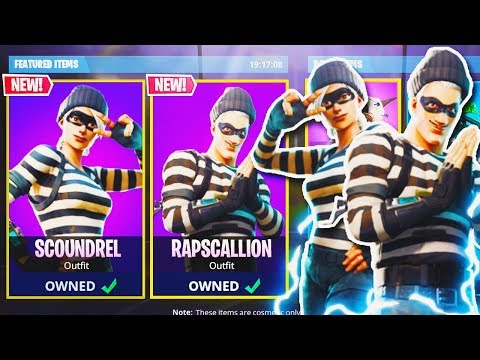 FEATURED ITEMS
19:17:08
NEW!
NEW!
SCOUNDREL
Outfit
OWNED
RAPSCALLION
Outfit
OWNED
Note: These items are cosmetic only